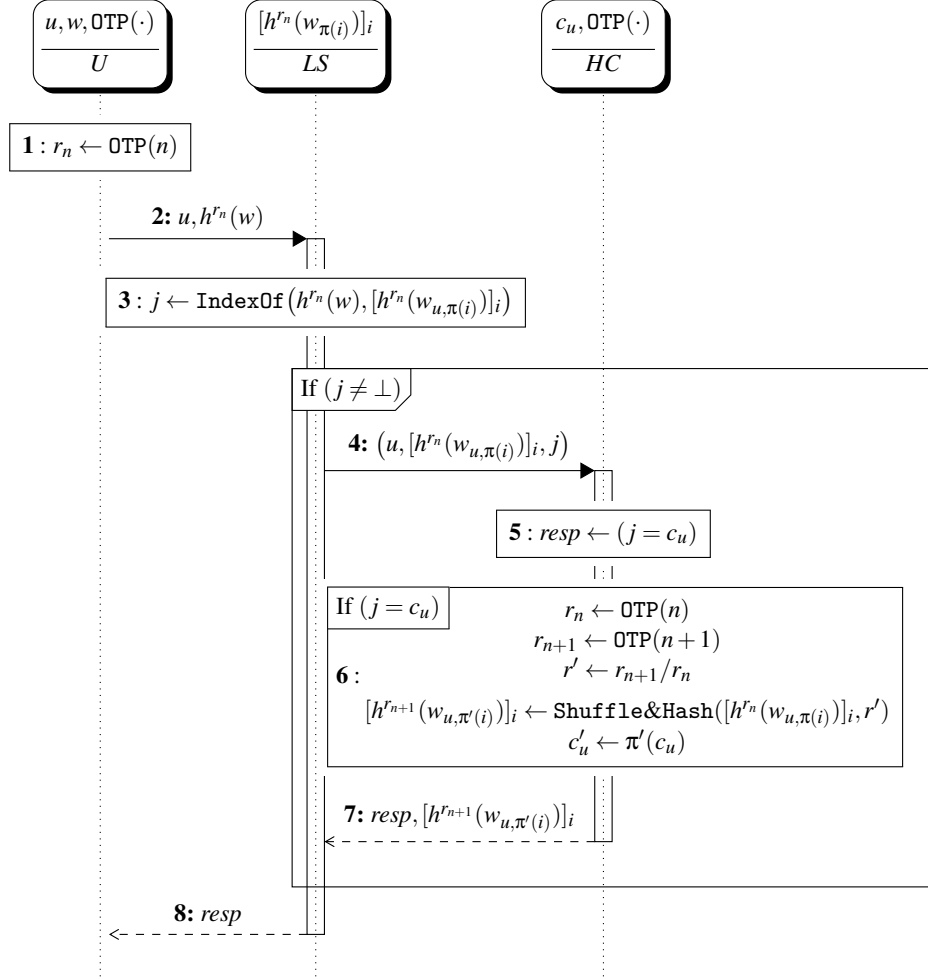 u, w, OTP(·)
U
[h^{r_n}(w_{π(i)})]_i
LS
c_u, OTP(·)
HC
1 : r_n ← OTP(n)
2: u, h^{r_n}(w)
3 : j ← IndexOf(h^{r_n}(w), [h^{r_n}(w_{u,π(i)})]_i)
If (j ≠ ⊥)
4: (u, [h^{r_n}(w_{u,π(i)})]_i, j)
5 : resp ← (j = c_u)
If (j = c_u)
6 :
r_n ← OTP(n)
r_{n+1} ← OTP(n+1)
r′ ← r_{n+1}/r_n
[h^{r_{n+1}}(w_{u,π′(i)})]_i ← Shuffle&Hash([h^{r_n}(w_{u,π(i)})]_i, r′)
c′_u ← π′(c_u)
7: resp, [h^{r_{n+1}}(w_{u,π′(i)})]_i
8: resp